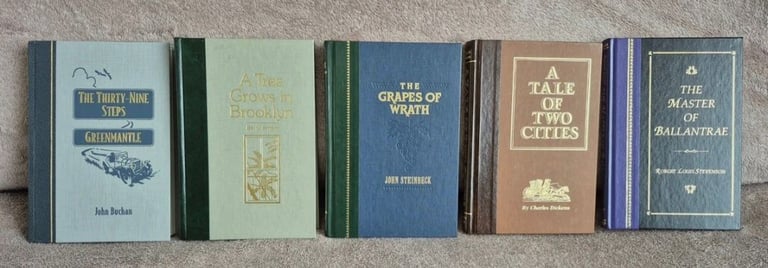 THE THIRTY-NINE
STEPS
GREENMANTLE
John Buchan
A Tree
Grows in
Brooklyn
THE
GRAPES OF
WRATH
JOHN STEINBECK
A
TALE
OF TWO
CITIES
By Charles Dickens
THE
MASTER
OF
BALLANTRAE
ROBERT LOUIS STEVENSON